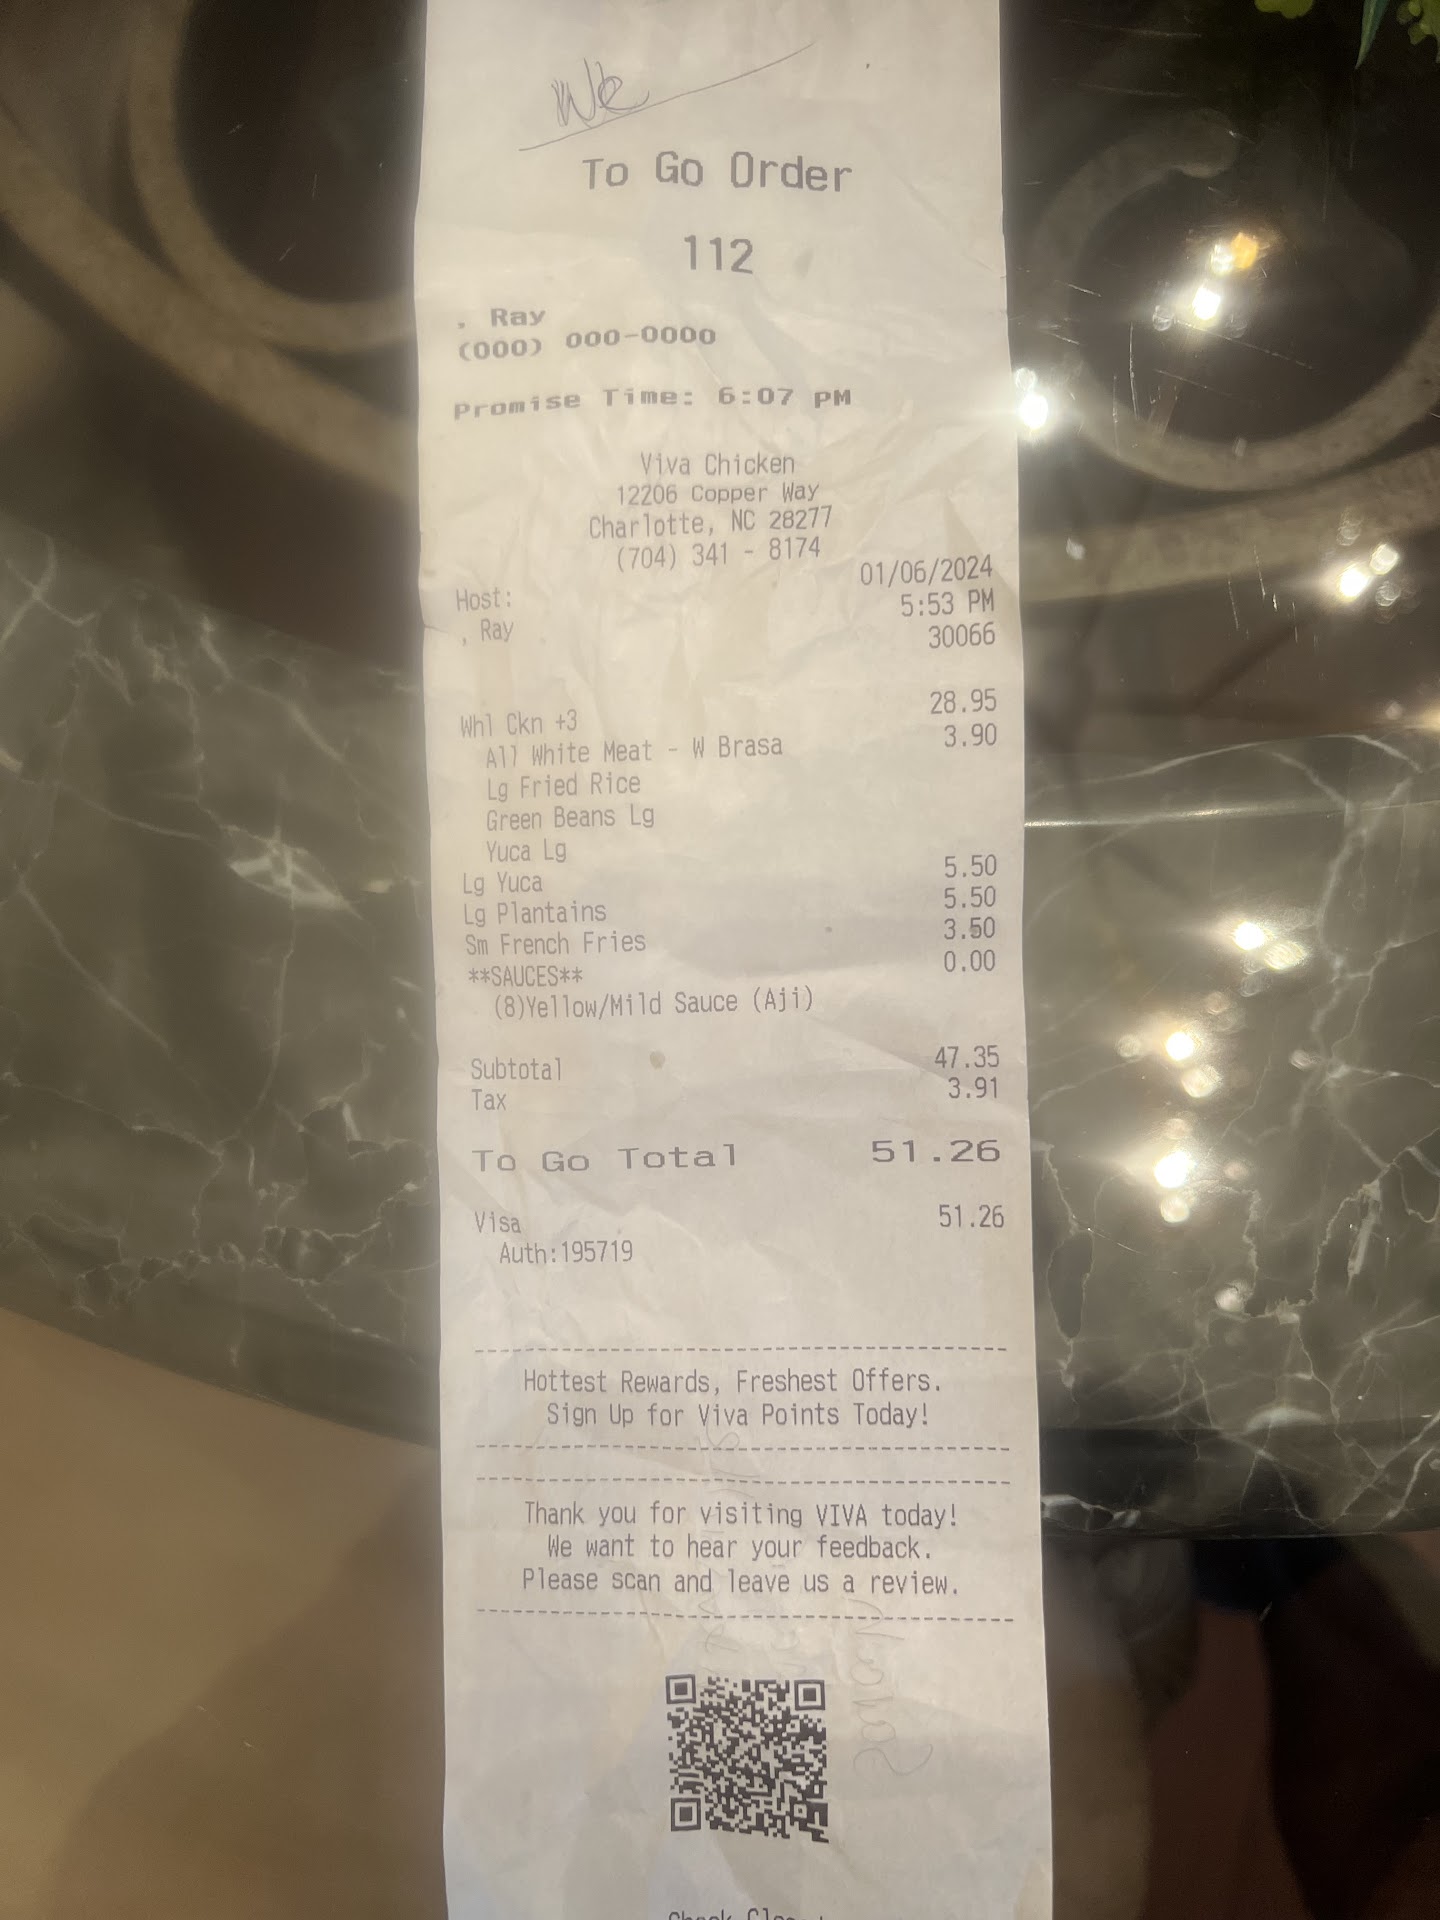 We
To Go Order
112
, Ray
(000) 000-0000
Promise Time: 6:07 PM
Viva Chicken
12206 Copper Way
Charlotte, NC 28277
(704) 341 - 8174
01/06/2024
Host: 5:53 PM
, Ray 30066
Whl Ckn +3 28.95
All White Meat - W Brasa 3.90
Lg Fried Rice
Green Beans Lg
Yuca Lg
Lg Yuca 5.50
Lg Plantains 5.50
Sm French Fries 3.50
**SAUCES** 0.00
(8)Yellow/Mild Sauce (Aji)
Subtotal 47.35
Tax 3.91
To Go Total 51.26
Visa 51.26
Auth:195719
Hottest Rewards, Freshest Offers.
Sign Up for Viva Points Today!
Thank you for visiting VIVA today!
We want to hear your feedback.
Please scan and leave us a review.